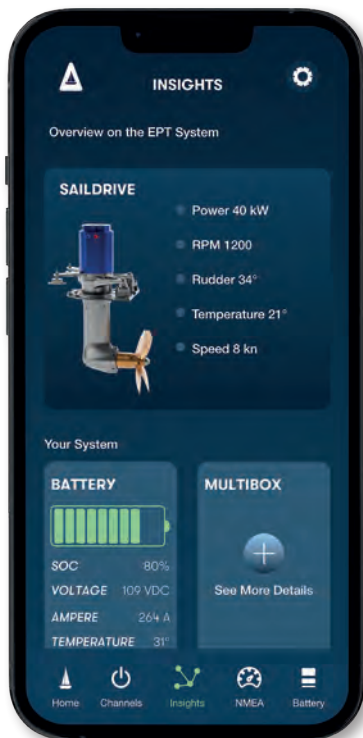 INSIGHTS
Overview on the EPT System
SAILDRIVE
Power 40 kW
RPM 1200
Rudder 34°
Temperature 21°
Speed 8 kn
Your System
BATTERY
SOC 80%
VOLTAGE 109 VDC
AMPERE 264 A
TEMPERATURE 31°
MULTIBOX
See More Details
Home Channels Insights NMEA Battery